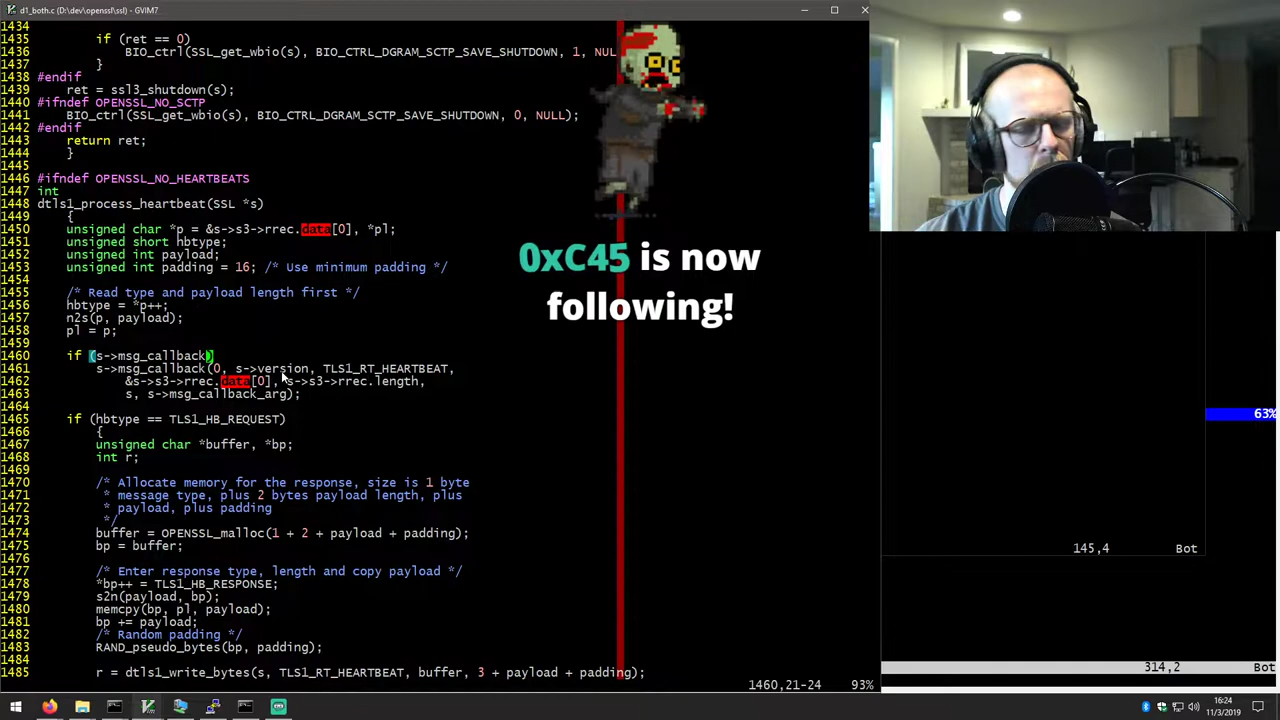 d1_both.c (D:\dev\openssl\ssl) - GVIM7
1434
1435 if (ret == 0)
1436 BIO_ctrl(SSL_get_wbio(s), BIO_CTRL_DGRAM_SCTP_SAVE_SHUTDOWN, 1, NUL
1437 }
1438 #endif
1439 ret = ssl3_shutdown(s);
1440 #ifndef OPENSSL_NO_SCTP
1441 BIO_ctrl(SSL_get_wbio(s), BIO_CTRL_DGRAM_SCTP_SAVE_SHUTDOWN, 0, NULL);
1442 #endif
1443 return ret;
1444 }
1445
1446 #ifndef OPENSSL_NO_HEARTBEATS
1447 int
1448 dtls1_process_heartbeat(SSL *s)
1449 {
1450 unsigned char *p = &s->s3->rrec.data[0], *pl;
1451 unsigned short hbtype;
1452 unsigned int payload;
1453 unsigned int padding = 16; /* Use minimum padding */
1454
1455 /* Read type and payload length first */
1456 hbtype = *p++;
1457 n2s(p, payload);
1458 pl = p;
1459
1460 if (s->msg_callback)
1461 s->msg_callback(0, s->version, TLS1_RT_HEARTBEAT,
1462 &s->s3->rrec.data[0], s->s3->rrec.length,
1463 s, s->msg_callback_arg);
1464
1465 if (hbtype == TLS1_HB_REQUEST)
1466 {
1467 unsigned char *buffer, *bp;
1468 int r;
1469
1470 /* Allocate memory for the response, size is 1 byte
1471 * message type, plus 2 bytes payload length, plus
1472 * payload, plus padding
1473 */
1474 buffer = OPENSSL_malloc(1 + 2 + payload + padding);
1475 bp = buffer;
1476
1477 /* Enter response type, length and copy payload */
1478 *bp++ = TLS1_HB_RESPONSE;
1479 s2n(payload, bp);
1480 memcpy(bp, pl, payload);
1481 bp += payload;
1482 /* Random padding */
1483 RAND_pseudo_bytes(bp, padding);
1484
1485 r = dtls1_write_bytes(s, TLS1_RT_HEARTBEAT, buffer, 3 + payload + padding);
1460,21-24 93%
0xC45 is now
following!
63%
145,4 Bot
314,2 Bot
16:24
11/3/2019